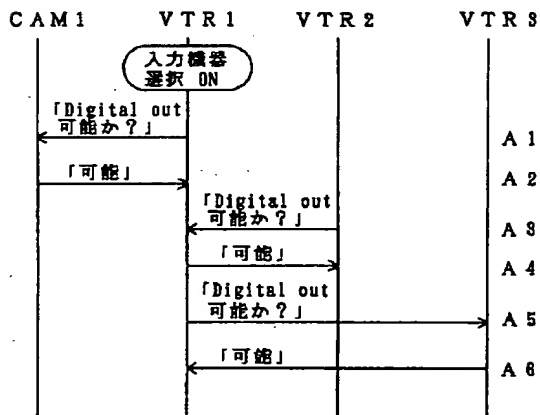 CAM1 VTR1 VTR2 VTR3
入力機器
選択 ON
「Digital out
可能か？」
A1
「可能」
A2
「Digital out
可能か？」
A3
「可能」
A4
「Digital out
可能か？」
A5
「可能」
A6